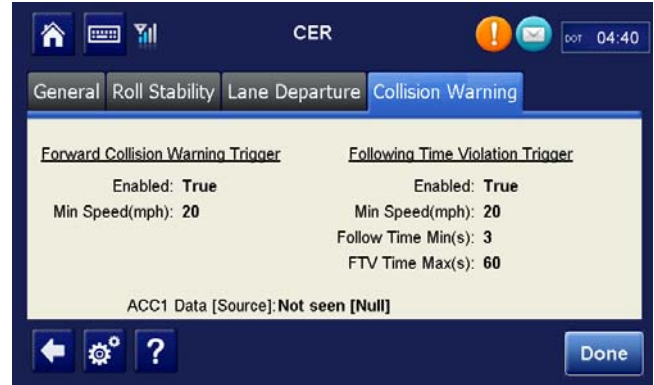 CER
!
DOT 04:40
General Roll Stability Lane Departure Collision Warning
Forward Collision Warning Trigger
Enabled: True
Min Speed(mph): 20
Following Time Violation Trigger
Enabled: True
Min Speed(mph): 20
Follow Time Min(s): 3
FTV Time Max(s): 60
ACC1 Data [Source]:Not seen [Null]
?
Done